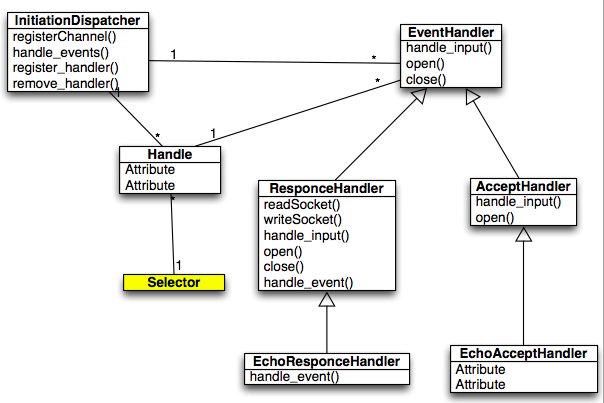 InitiationDispatcher
registerChannel()
handle_events()
register_handler()
remove_handler()
1
*
1
*
EventHandler
handle_input()
open()
close()
*
1
Handle
Attribute
Attribute
*
1
Selector
ResponceHandler
readSocket()
writeSocket()
handle_input()
open()
close()
handle_event()
AcceptHandler
handle_input()
open()
EchoResponceHandler
handle_event()
EchoAcceptHandler
Attribute
Attribute